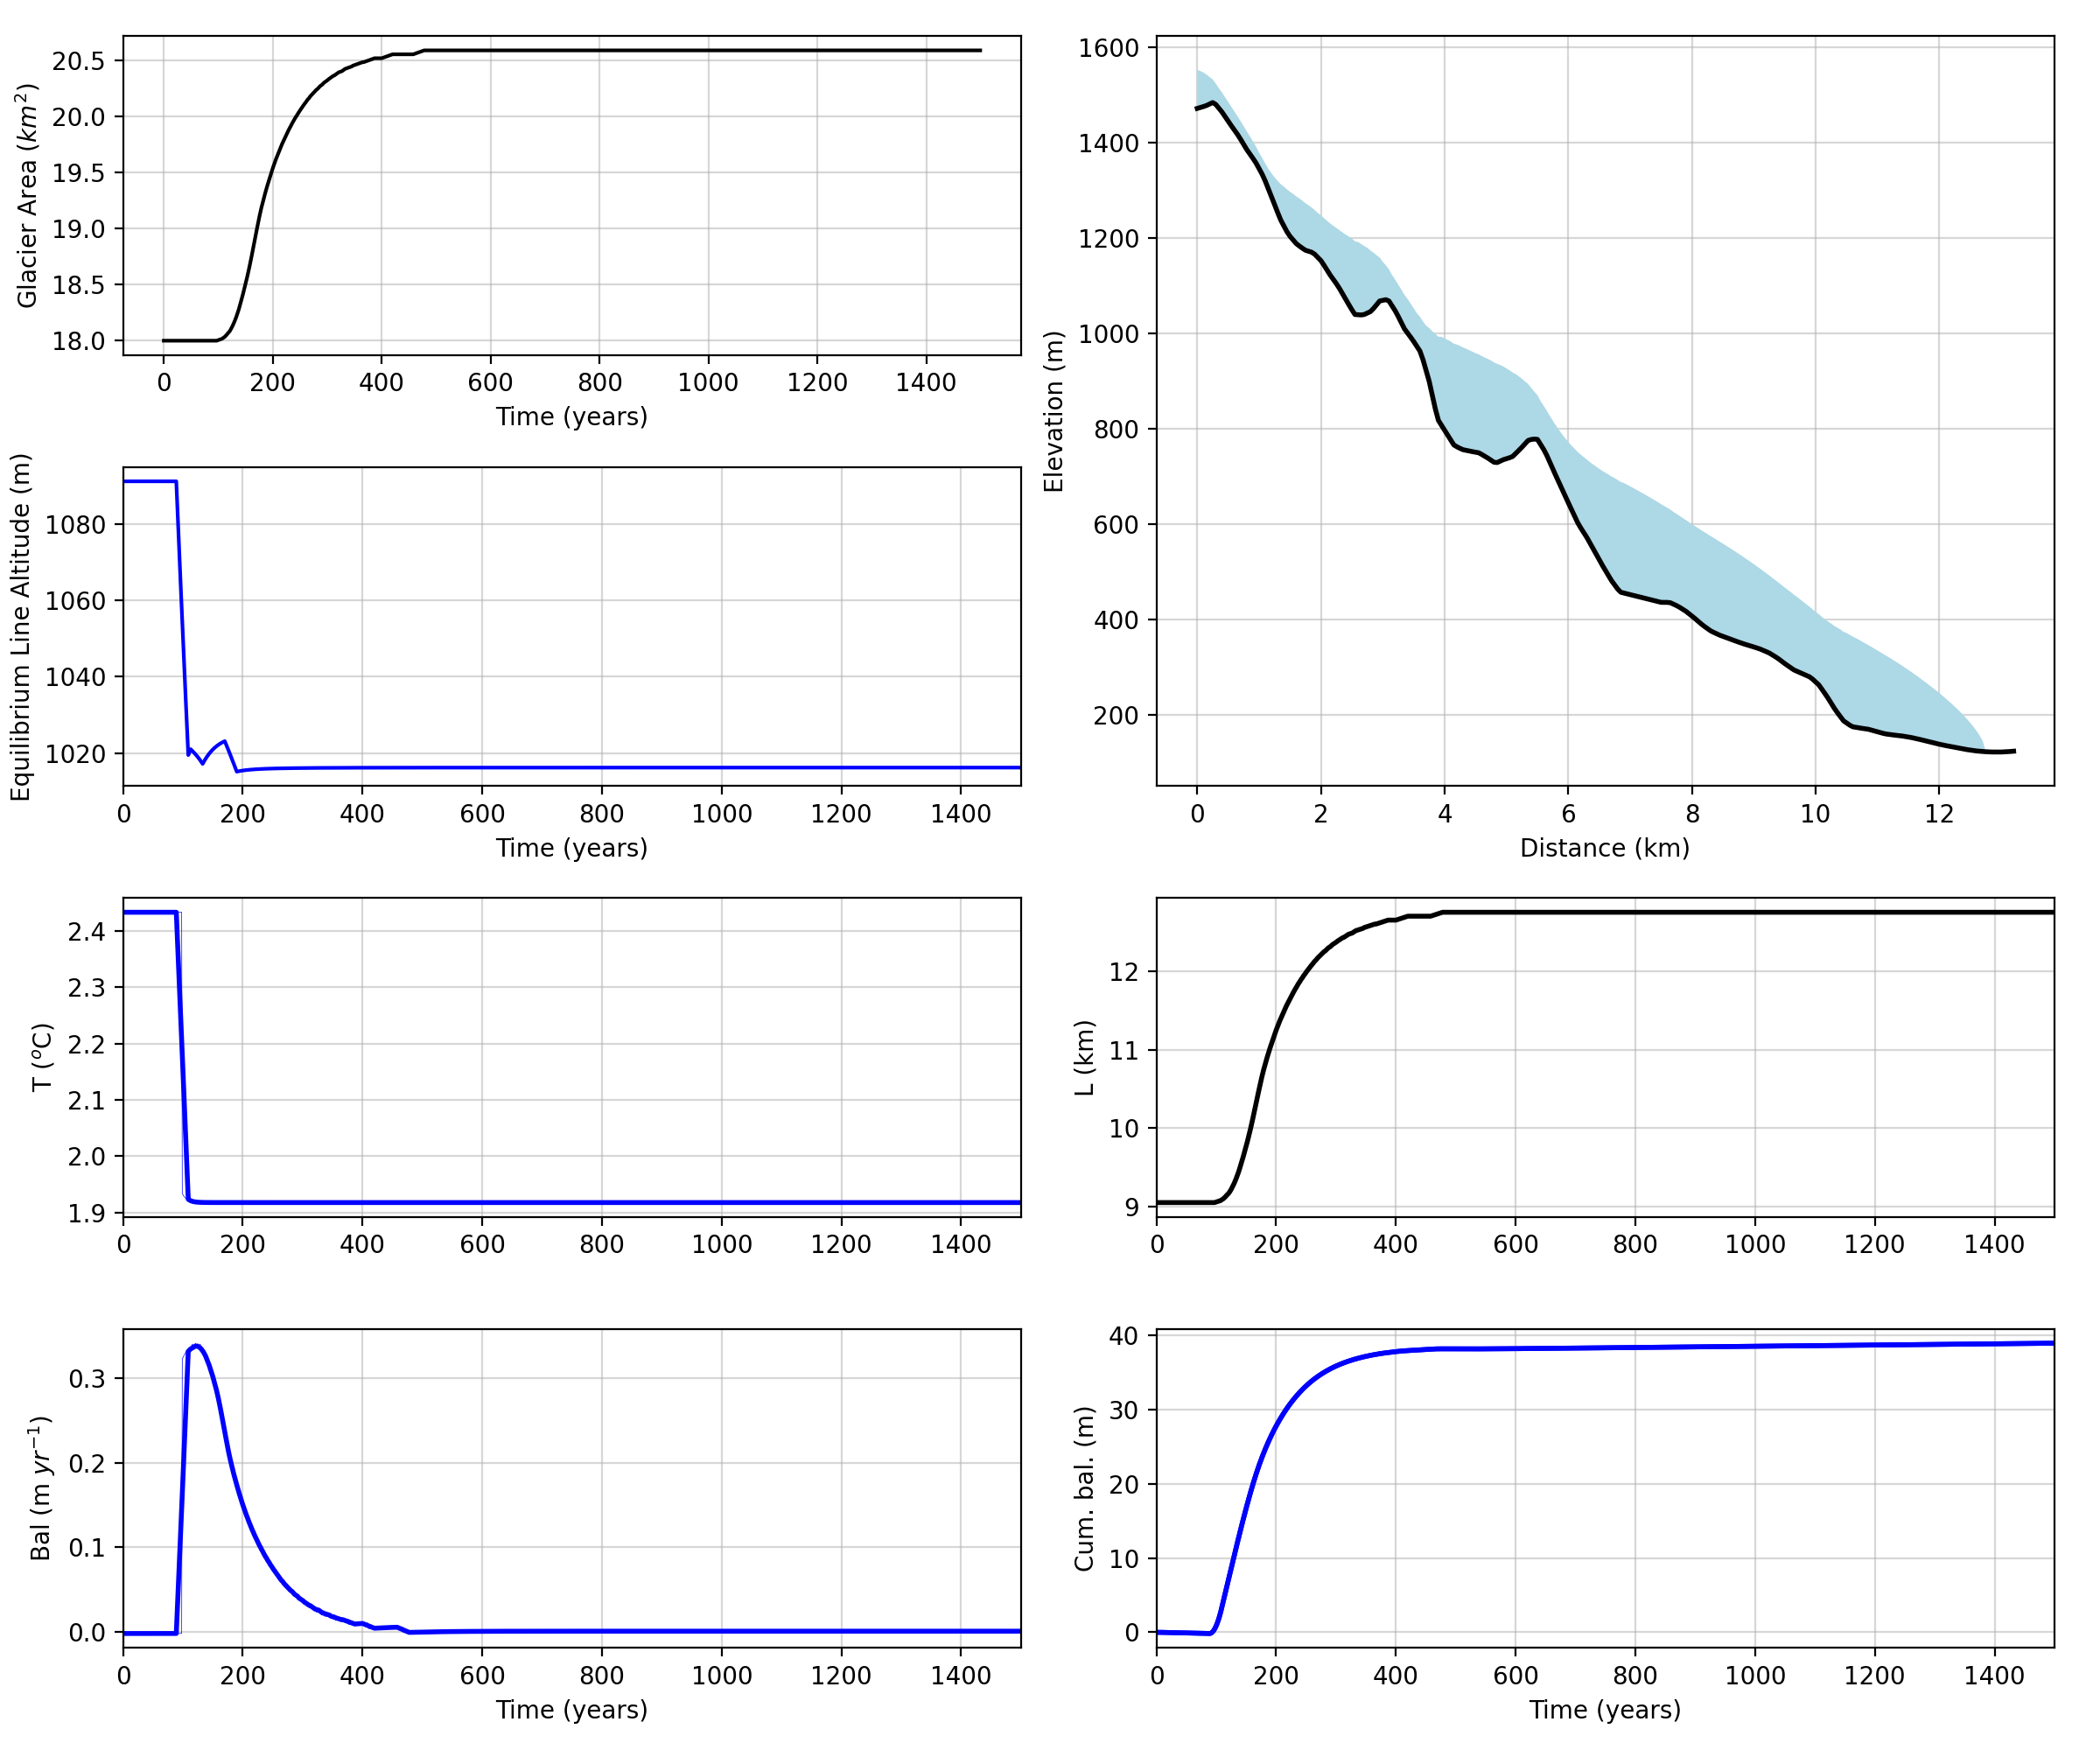 Glacier Area (km²)
20.5
20.0
19.5
19.0
18.5
18.0
0 200 400 600 800 1000 1200 1400
Time (years)
Elevation (m)
1600
1400
1200
1000
800
600
400
200
0 2 4 6 8 10 12
Distance (km)
Equilibrium Line Altitude (m)
1080
1060
1040
1020
0 200 400 600 800 1000 1200 1400
Time (years)
T (°C)
2.4
2.3
2.2
2.1
2.0
1.9
0 200 400 600 800 1000 1200 1400
L (km)
12
11
10
9
0 200 400 600 800 1000 1200 1400
Bal (m yr⁻¹)
0.3
0.2
0.1
0.0
0 200 400 600 800 1000 1200 1400
Time (years)
Cum. bal. (m)
40
30
20
10
0
0 200 400 600 800 1000 1200 1400
Time (years)